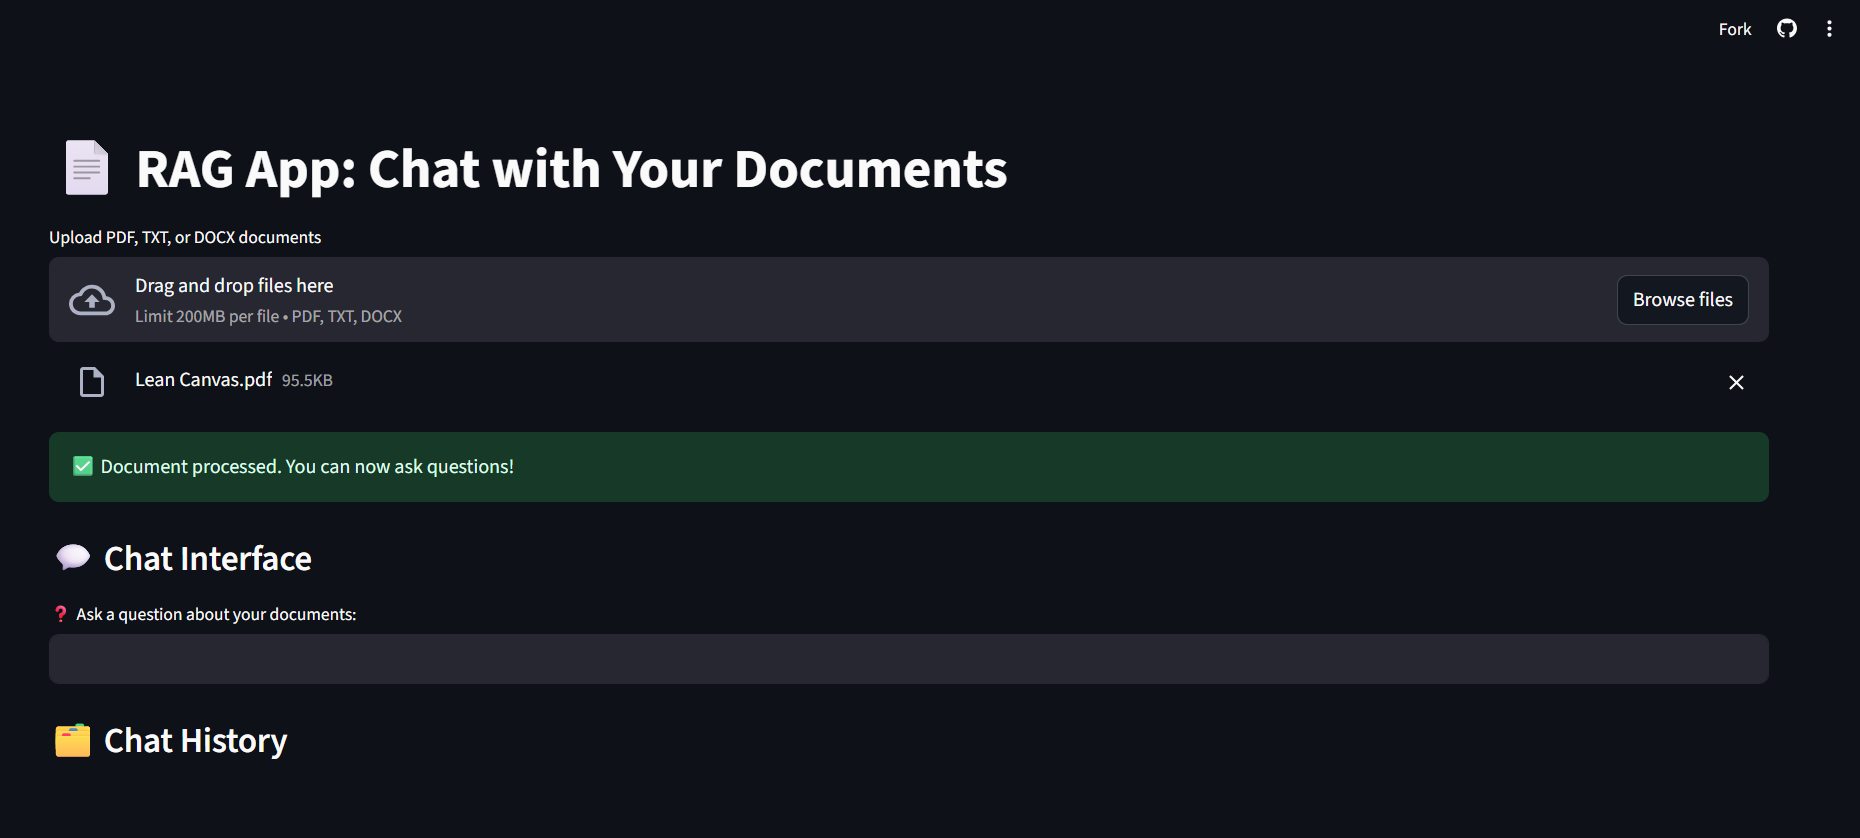 Fork
RAG App: Chat with Your Documents
Upload PDF, TXT, or DOCX documents
Drag and drop files here
Limit 200MB per file • PDF, TXT, DOCX
Browse files
Lean Canvas.pdf 95.5KB
✅ Document processed. You can now ask questions!
Chat Interface
❓ Ask a question about your documents:
Chat History